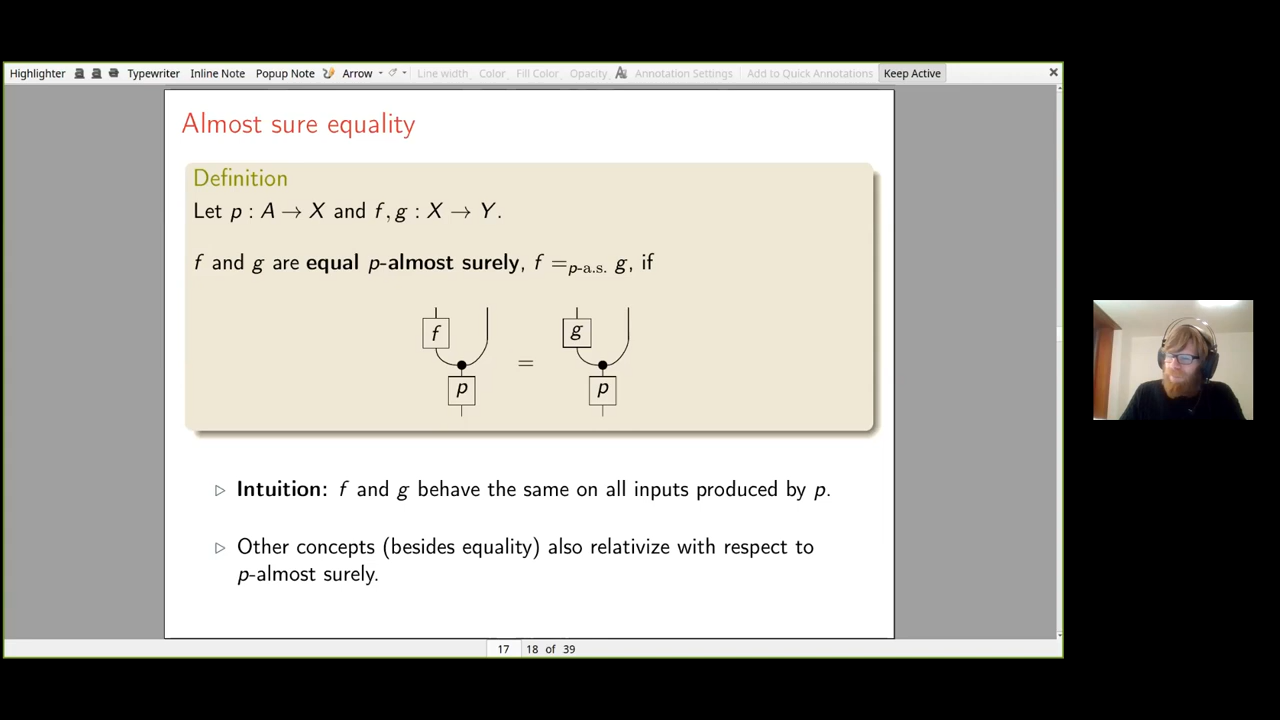 Highlighter Typewriter Inline Note Popup Note Arrow Line width Color Fill Color Opacity Annotation Settings Add to Quick Annotations Keep Active
Almost sure equality
Definition
Let p : A → X and f, g : X → Y.
f and g are equal p-almost surely, f =p-a.s. g, if
f g
=
p p
▷ Intuition: f and g behave the same on all inputs produced by p.
▷ Other concepts (besides equality) also relativize with respect to
p-almost surely.
17 18 of 39